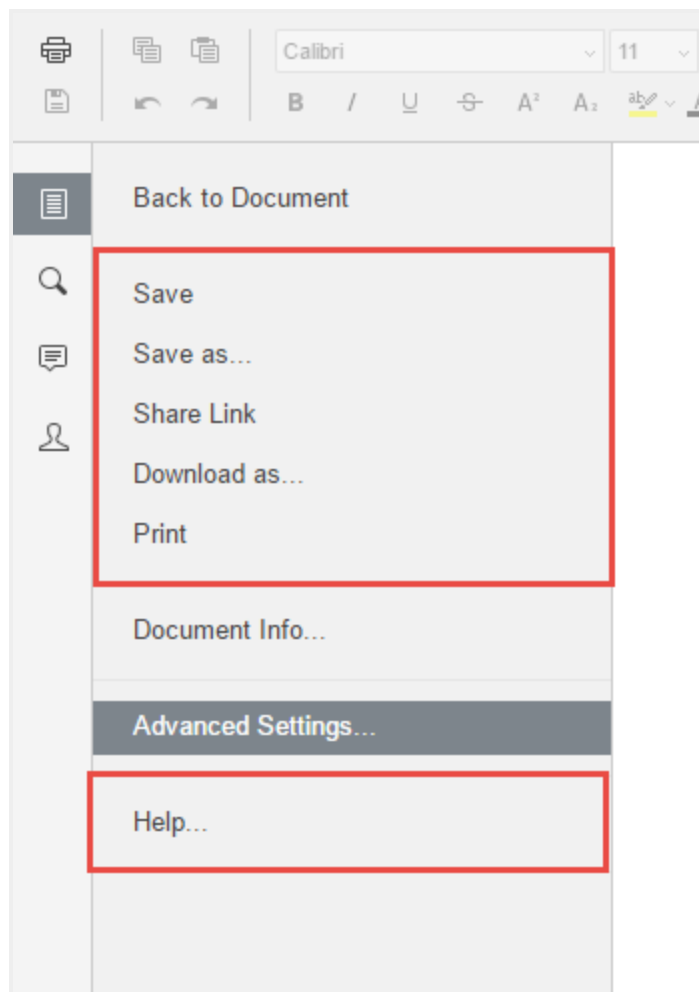 Calibri 11
B I U S A² A₂ ab A
Back to Document
Save
Save as...
Share Link
Download as...
Print
Document Info...
Advanced Settings...
Help...